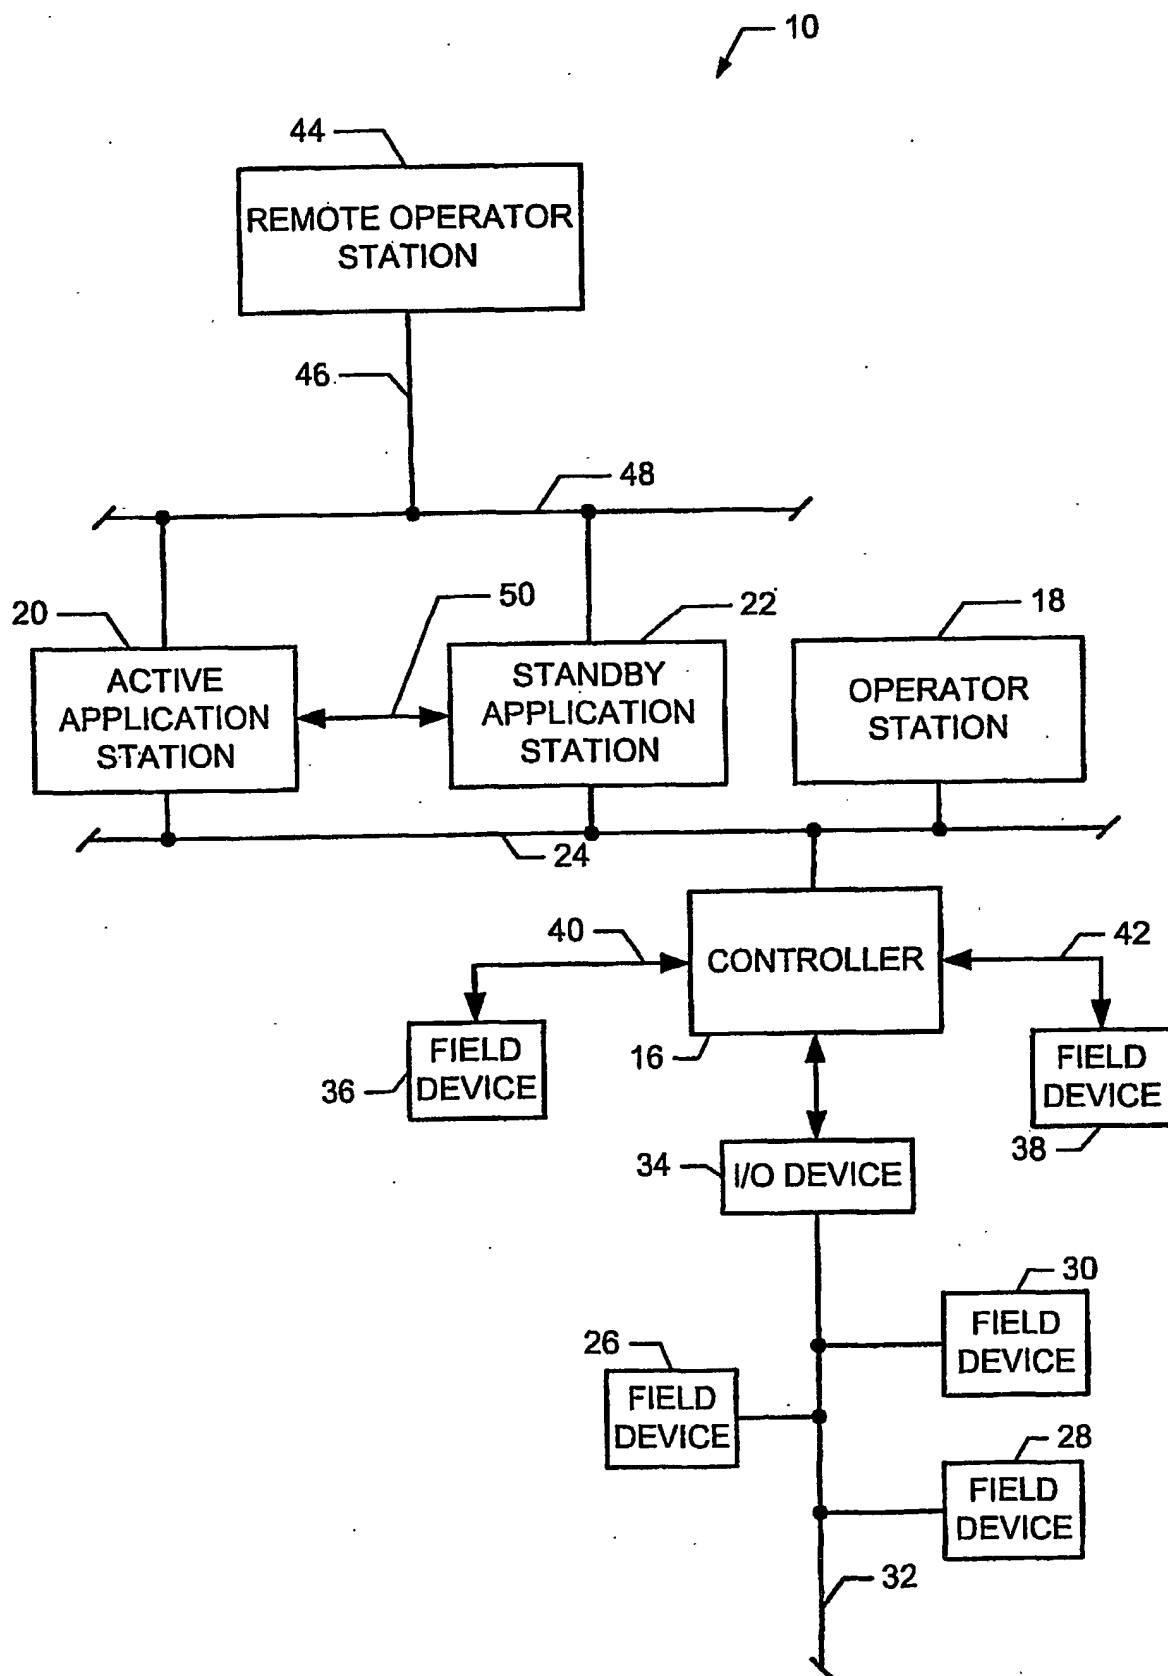 10
44
REMOTE OPERATOR
STATION
46
48
20
50
22
18
ACTIVE
APPLICATION
STATION
STANDBY
APPLICATION
STATION
OPERATOR
STATION
24
40
CONTROLLER
42
16
36
FIELD
DEVICE
FIELD
DEVICE
38
34
I/O DEVICE
30
FIELD
DEVICE
26
FIELD
DEVICE
28
FIELD
DEVICE
32